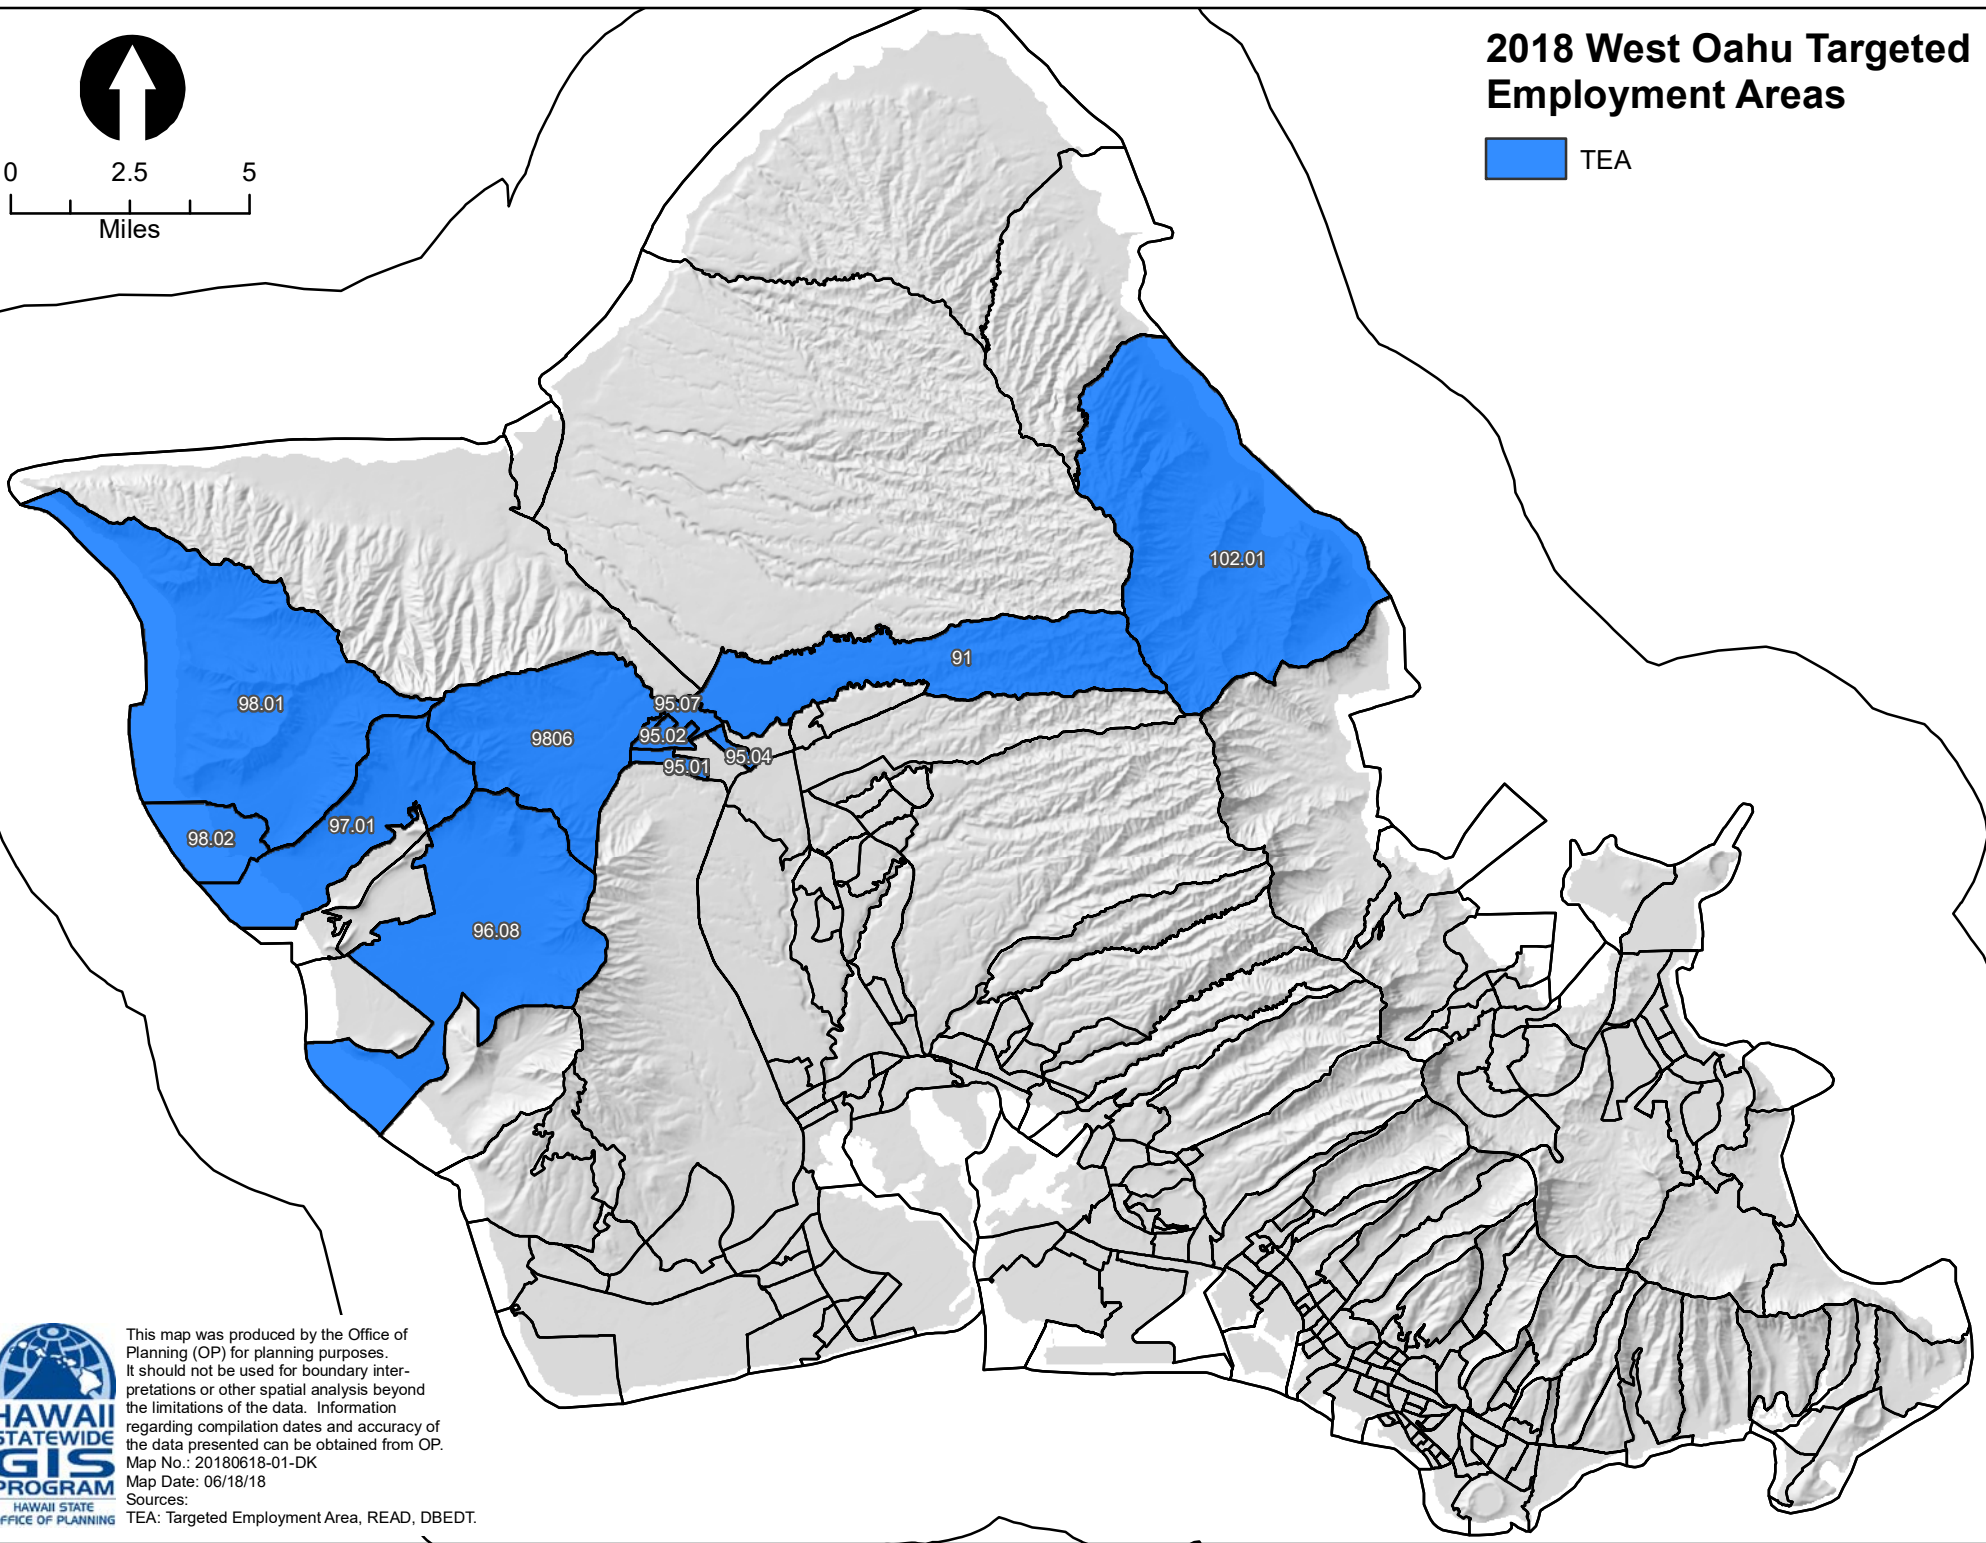 2018 West Oahu Targeted
Employment Areas
TEA
0 2.5 5
Miles
102.01
91
98.01
95.07
9806
95.02
95.04
95.01
97.01
98.02
96.08
This map was produced by the Office of
Planning (OP) for planning purposes.
It should not be used for boundary inter-
pretations or other spatial analysis beyond
the limitations of the data. Information
regarding compilation dates and accuracy of
the data presented can be obtained from OP.
Map No.: 20180618-01-DK
Map Date: 06/18/18
Sources:
TEA: Targeted Employment Area, READ, DBEDT.
HAWAII
STATEWIDE
GIS
PROGRAM
HAWAII STATE
FFICE OF PLANNING